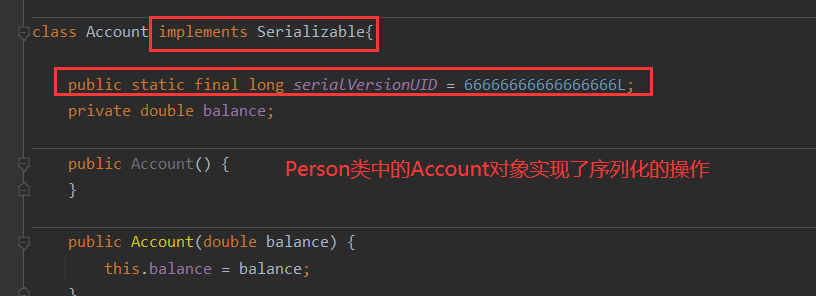 class Account implements Serializable{
public static final long serialVersionUID = 66666666666666666L;
private double balance;
public Account() {
Person类中的Account对象实现了序列化的操作
}
public Account(double balance) {
this.balance = balance;
}